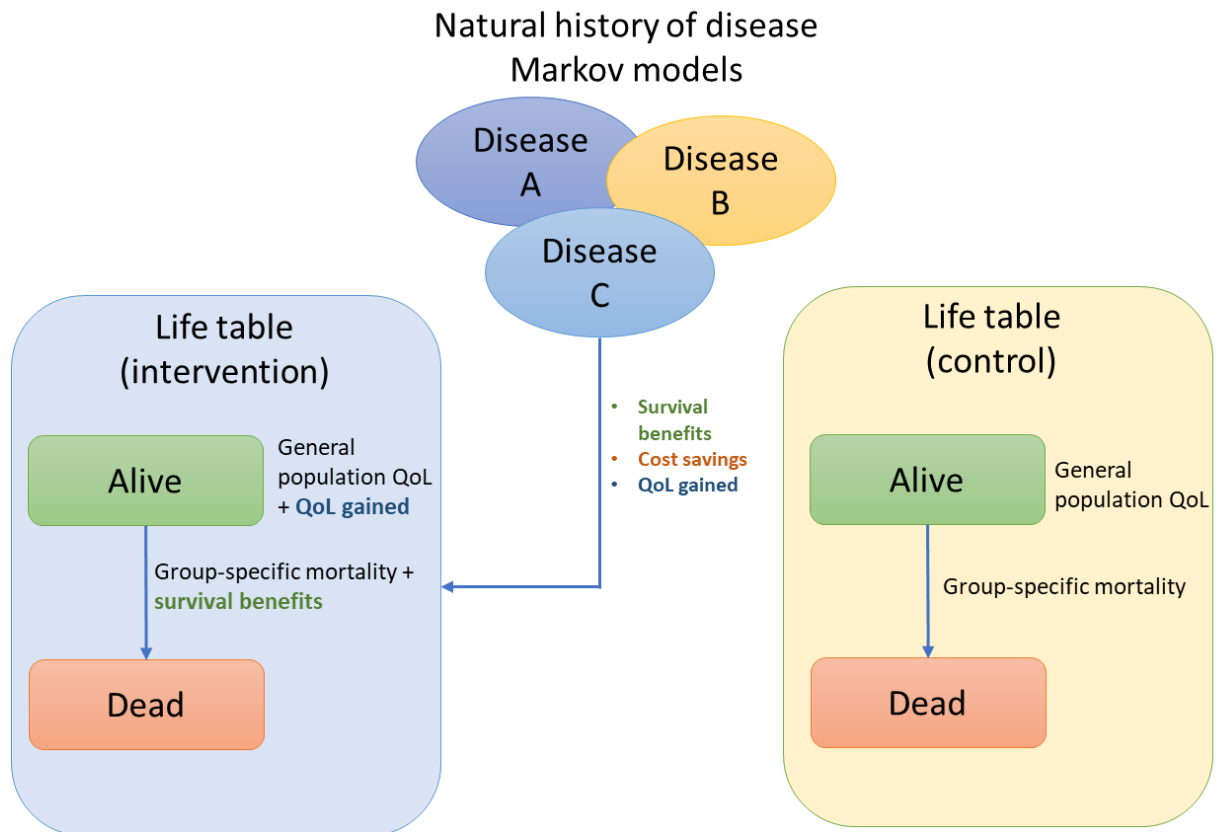 Natural history of disease
Markov models
Disease
A
Disease
B
Disease
C
Life table
(intervention)
Alive
General
population QoL
+ QoL gained
Group-specific mortality +
survival benefits
Dead
• Survival
benefits
• Cost savings
• QoL gained
Life table
(control)
Alive
General
population QoL
Group-specific mortality
Dead